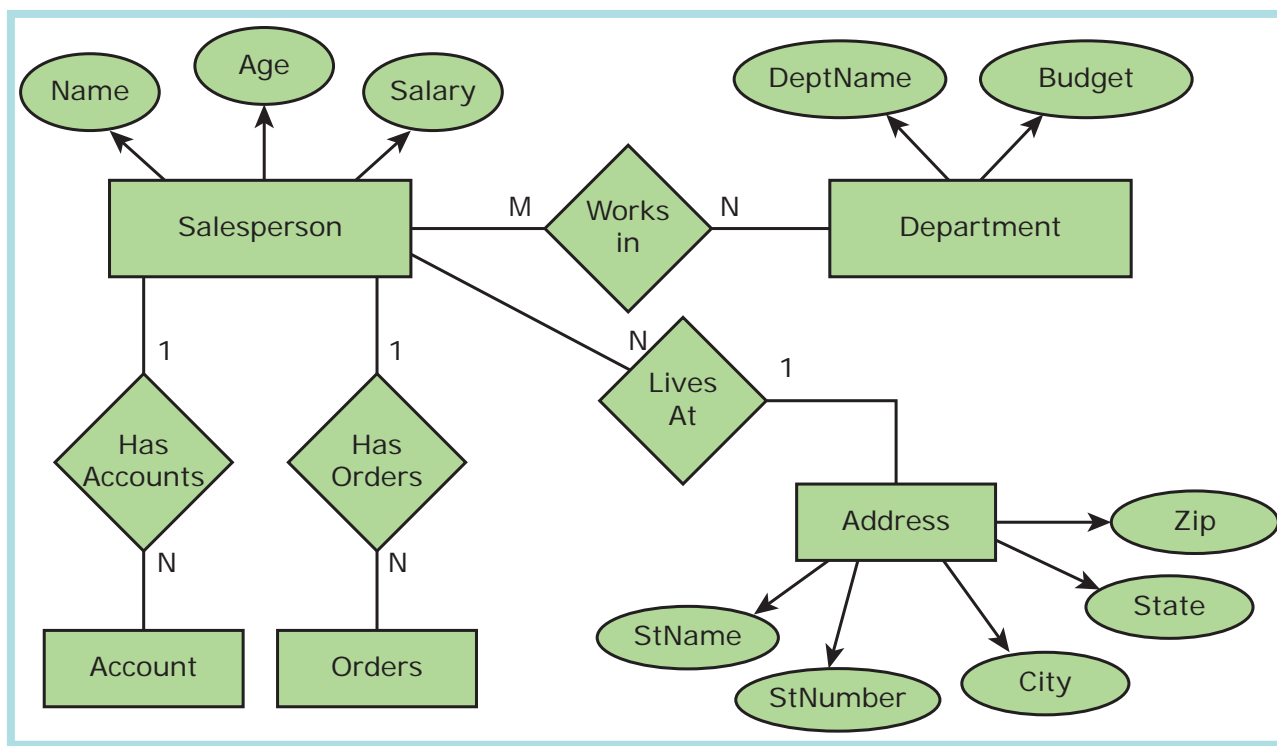 Name
Age
Salary
DeptName
Budget
Salesperson
M
Works
in
N
Department
1
1
N
Lives
At
1
Has
Accounts
Has
Orders
N
N
Address
Zip
State
City
StNumber
StName
Account
Orders